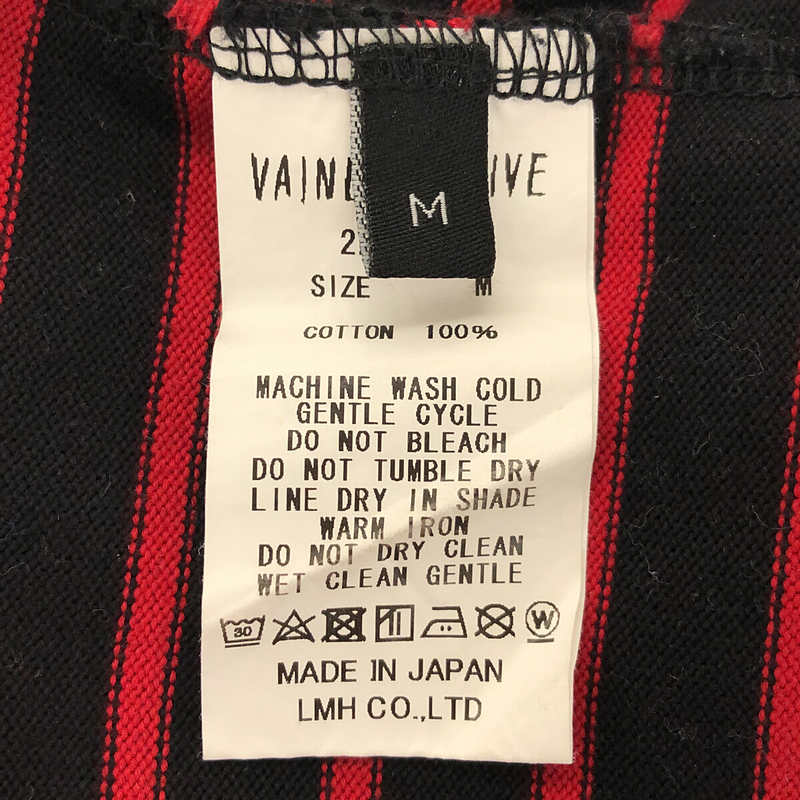 M
SIZE M
COTTON 100%
MACHINE WASH COLD
GENTLE CYCLE
DO NOT BLEACH
DO NOT TUMBLE DRY
LINE DRY IN SHADE
WARM IRON
DO NOT DRY CLEAN
WET CLEAN GENTLE
30 W
MADE IN JAPAN
LMH CO.,LTD